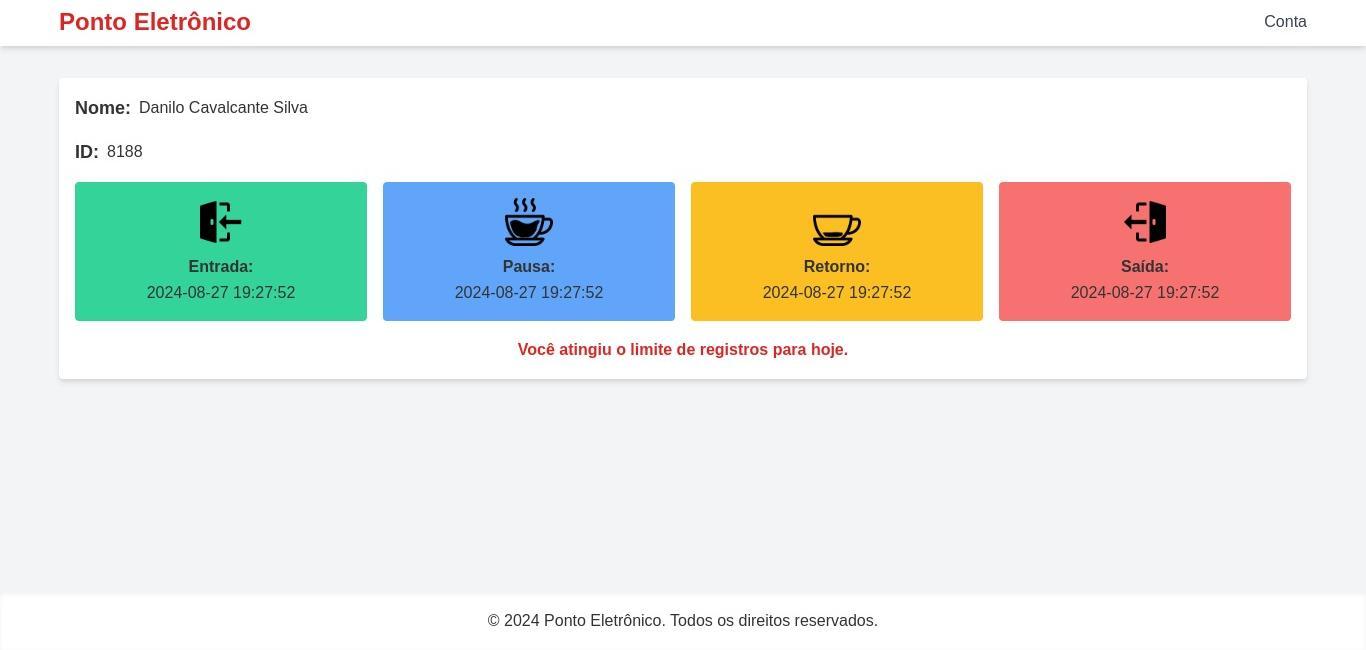 Ponto Eletrônico
Conta
Nome: Danilo Cavalcante Silva
ID: 8188
Entrada:
2024-08-27 19:27:52
Pausa:
2024-08-27 19:27:52
Retorno:
2024-08-27 19:27:52
Saída:
2024-08-27 19:27:52
Você atingiu o limite de registros para hoje.
© 2024 Ponto Eletrônico. Todos os direitos reservados.